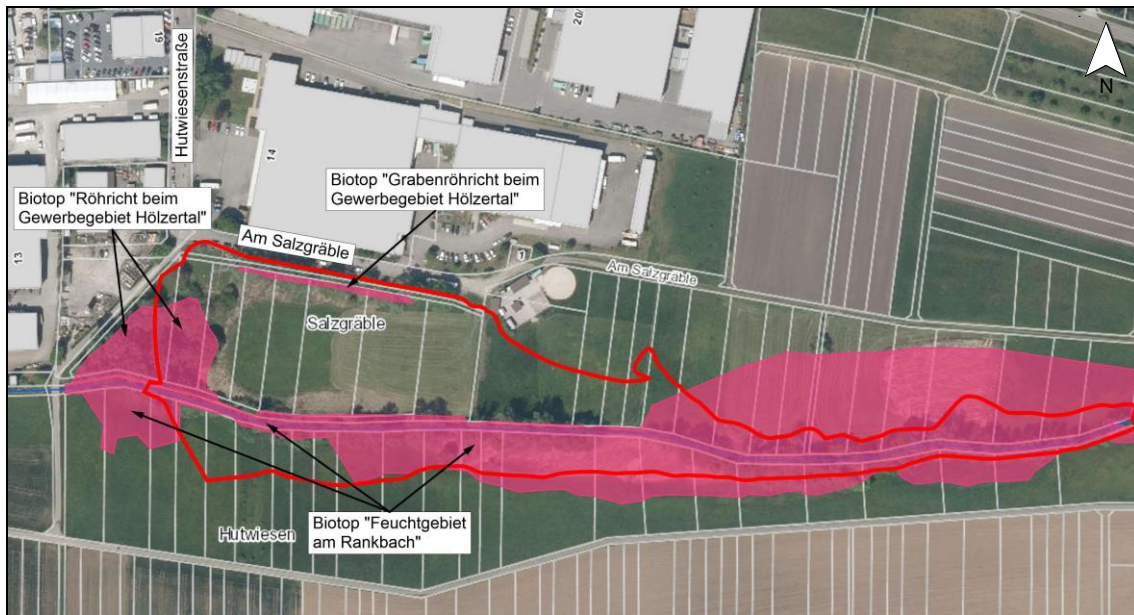 20/
N
19
Hutwiesenstraße
14
Biotop "Röhricht beim
Gewerbegebiet Hölzertal"
Biotop "Grabenröhricht beim
Gewerbegebiet Hölzertal"
13
Am Salzgräble
1
Am Salzgräble
Salzgräble
Biotop "Feuchtgebiet
am Rankbach"
Hutwiesen